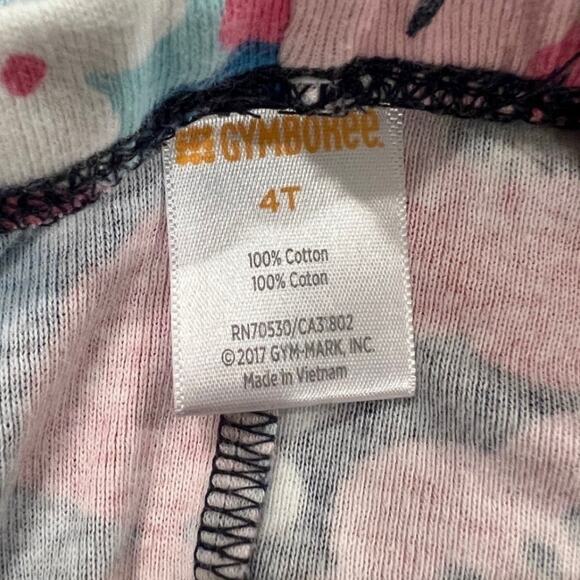 GYMBOREE
4T
100% Cotton
100% Coton
RN70530/CA31802
© 2017 GYM-MARK, INC.
Made in Vietnam